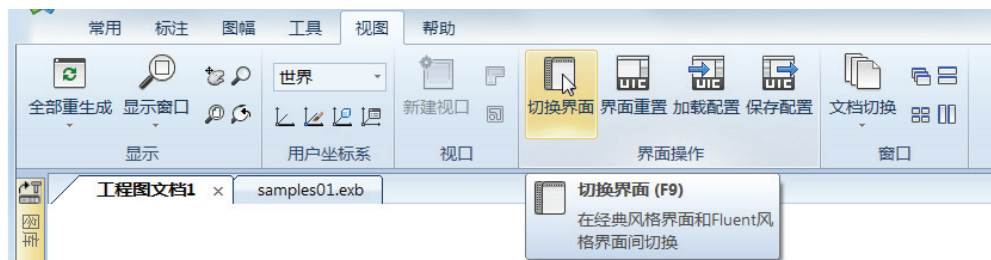 常用 标注 图幅 工具 视图 帮助
世界
全部重生成 显示窗口 新建视口 切换界面 界面重置 加载配置 保存配置 文档切换
显示 用户坐标系 视口 界面操作 窗口
工程图文档1 × samples01.exb
切换界面 (F9)
在经典风格界面和Fluent风
格界面间切换